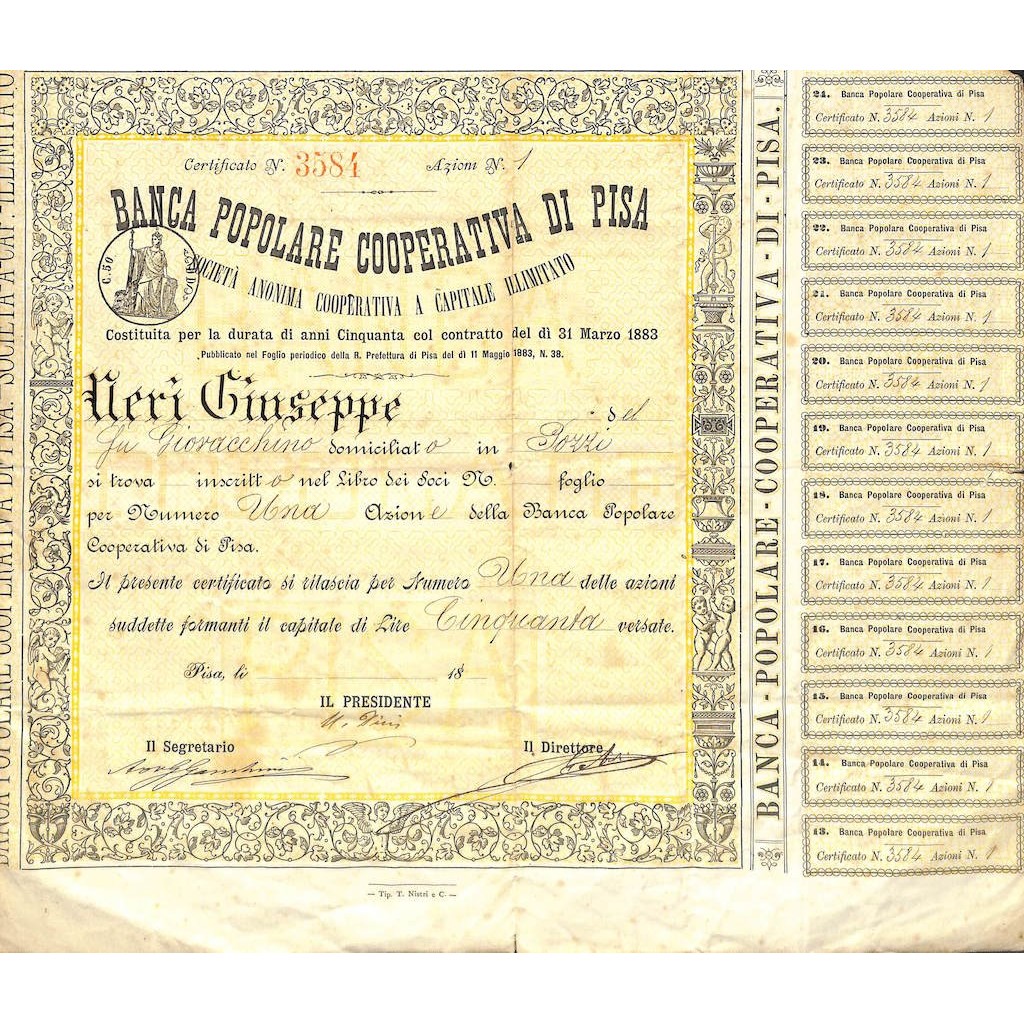 BANCA POPOLARE COOPERATIVA DI PISA. SOCIETÀ A CAP. ILLIMITATO
Certificato N. 3584 Azioni N. 1
BANCA POPOLARE COOPERATIVA DI PISA
SOCIETÀ ANONIMA COOPERATIVA A CAPITALE ILLIMITATO
C. 50
Costituita per la durata di anni Cinquanta col contratto del dì 31 Marzo 1883
Pubblicato nel Foglio periodico della R. Prefettura di Pisa del dì 11 Maggio 1883, N. 38.
Neri Giuseppe del
fu Giovacchino domiciliato in Pozzi
si trova inscritto nel Libro dei Soci N. foglio
per Numero Una Azione della Banca Popolare
Cooperativa di Pisa.
Il presente certificato si rilascia per Numero Una delle azioni
suddette formanti il capitale di Lire Cinquanta versate.
Pisa, lì 18
IL PRESIDENTE
Il Segretario Il Direttore
— Tip. T. Nistri e C. —
BANCA - POPOLARE - COOPERATIVA - DI - PISA.
24. Banca Popolare Cooperativa di Pisa
Certificato N. 3584 Azioni N. 1
23. Banca Popolare Cooperativa di Pisa
Certificato N. 3584 Azioni N. 1
22. Banca Popolare Cooperativa di Pisa
Certificato N. 3584 Azioni N. 1
21. Banca Popolare Cooperativa di Pisa
Certificato N. 3584 Azioni N. 1
20. Banca Popolare Cooperativa di Pisa
Certificato N. 3584 Azioni N. 1
19. Banca Popolare Cooperativa di Pisa
Certificato N. 3584 Azioni N. 1
18. Banca Popolare Cooperativa di Pisa
Certificato N. 3584 Azioni N. 1
17. Banca Popolare Cooperativa di Pisa
Certificato N. 3584 Azioni N. 1
16. Banca Popolare Cooperativa di Pisa
Certificato N. 3584 Azioni N. 1
15. Banca Popolare Cooperativa di Pisa
Certificato N. 3584 Azioni N. 1
14. Banca Popolare Cooperativa di Pisa
Certificato N. 3584 Azioni N. 1
13. Banca Popolare Cooperativa di Pisa
Certificato N. 3584 Azioni N. 1